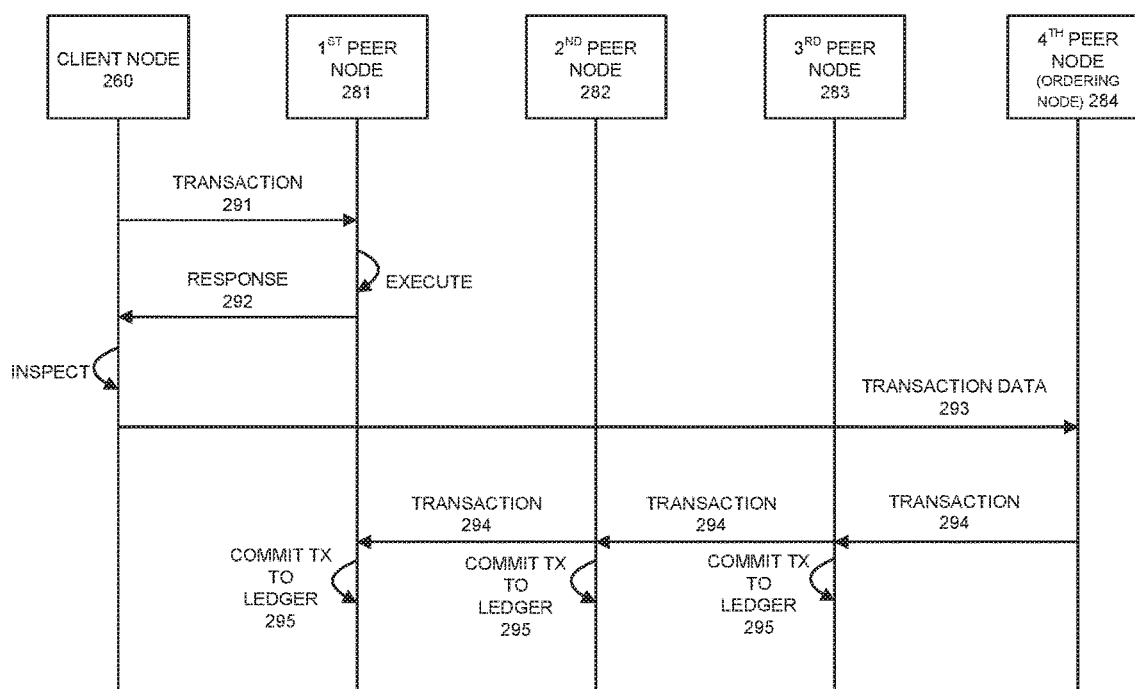 CLIENT NODE
260
1ST PEER
NODE
281
2ND PEER
NODE
282
3RD PEER
NODE
283
4TH PEER
NODE
(ORDERING
NODE) 284
TRANSACTION
291
EXECUTE
RESPONSE
292
INSPECT
TRANSACTION DATA
293
TRANSACTION
294
TRANSACTION
294
TRANSACTION
294
COMMIT TX
TO
LEDGER
295
COMMIT TX
TO
LEDGER
295
COMMIT TX
TO
LEDGER
295